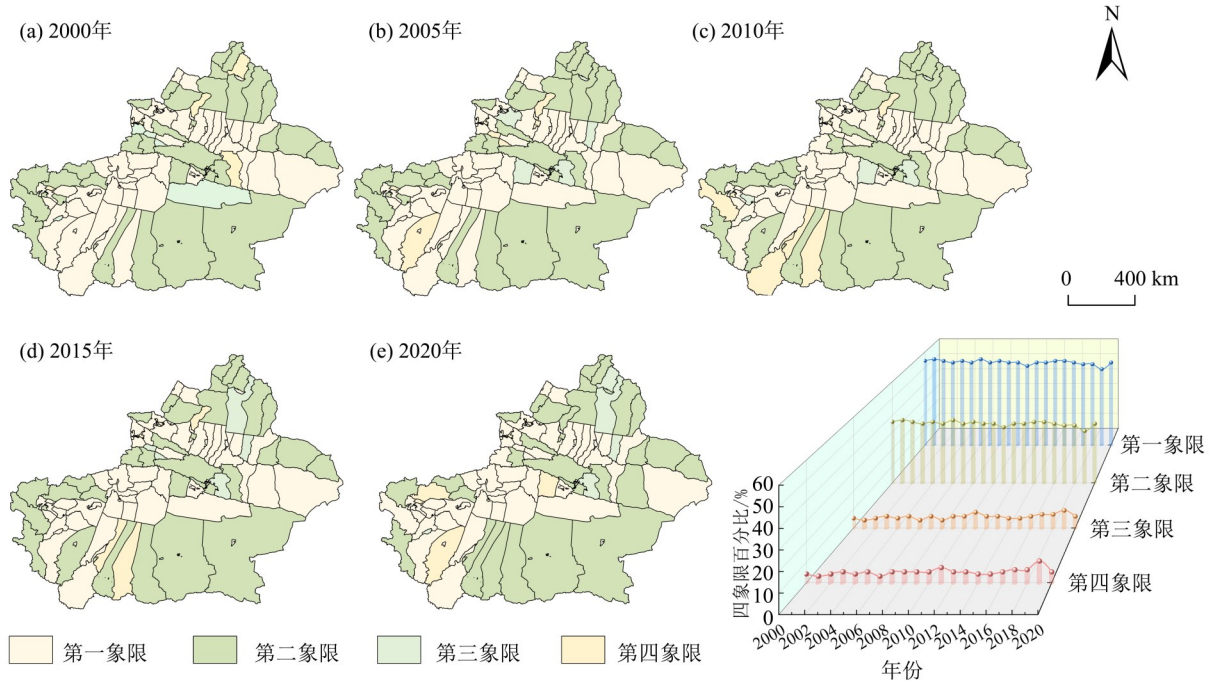 (a) 2000年
(b) 2005年
(c) 2010年
N
0 400 km
(d) 2015年
(e) 2020年
第一象限
第二象限
第三象限
第四象限
四象限百分比/%
60
50
40
30
20
10
0
2000
2002
2004
2006
2008
2010
2012
2014
2016
2018
2020
年份
第一象限
第二象限
第三象限
第四象限